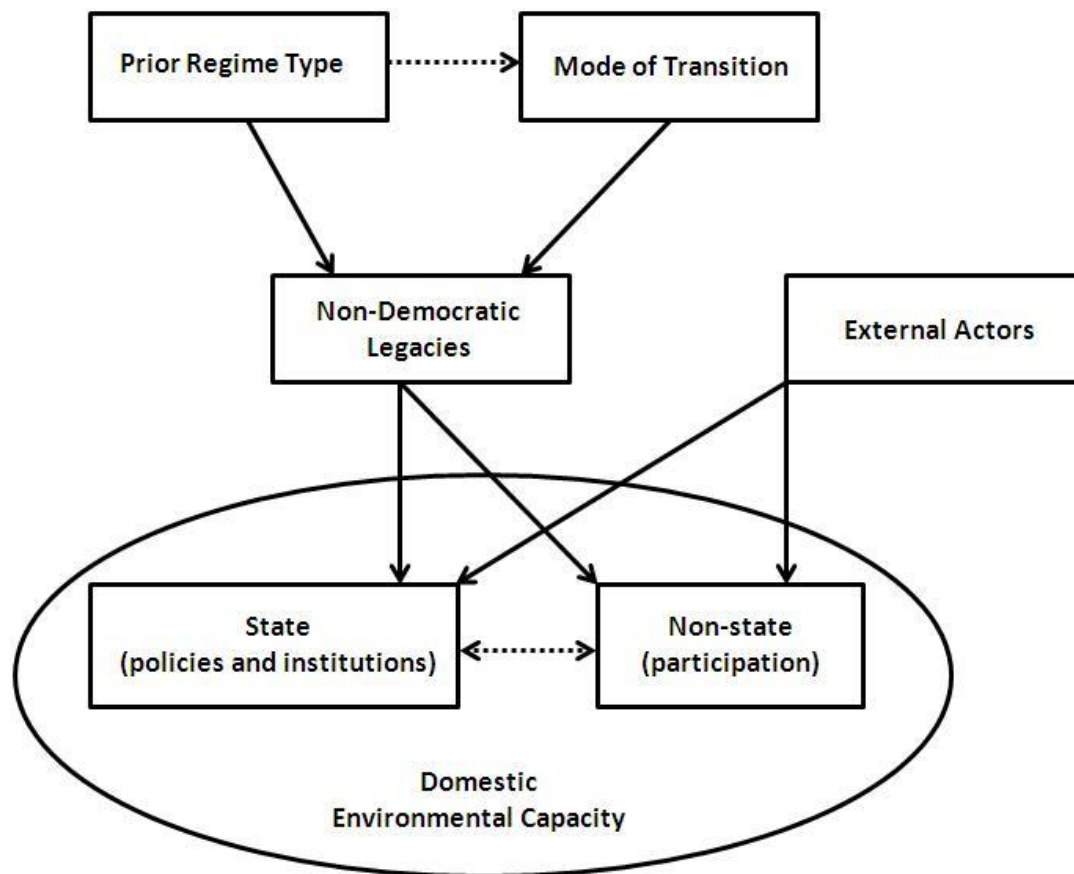 Prior Regime Type
Mode of Transition
Non-Democratic
Legacies
External Actors
State
(policies and institutions)
Non-state
(participation)
Domestic
Environmental Capacity